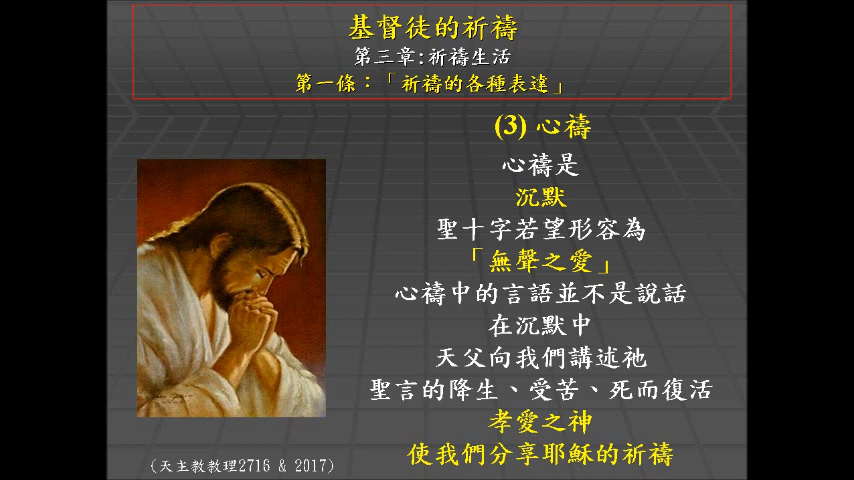 基督徒的祈禱
第三章:祈禱生活
第一條：「祈禱的各種表達」
(3) 心禱
心禱是
沉默
聖十字若望形容為
「無聲之愛」
心禱中的言語並不是說話
在沉默中
天父向我們講述祂
聖言的降生、受苦、死而復活
孝愛之神
使我們分享耶穌的祈禱
(天主教教理2716 & 2017)